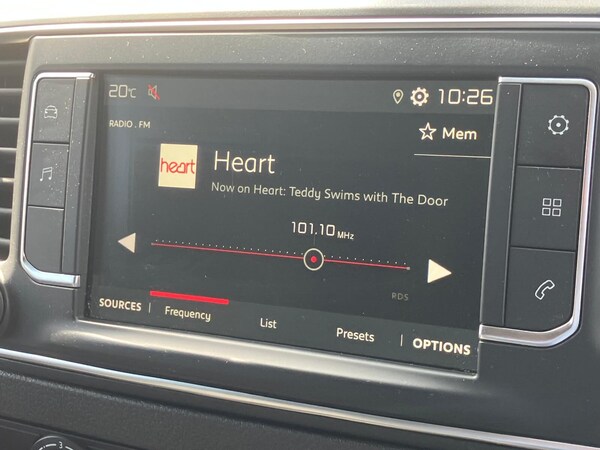 20°C
10:26
RADIO . FM
Mem
heart
Heart
Now on Heart: Teddy Swims with The Door
101.10 MHz
RDS
SOURCES
Frequency
List
Presets
OPTIONS
3